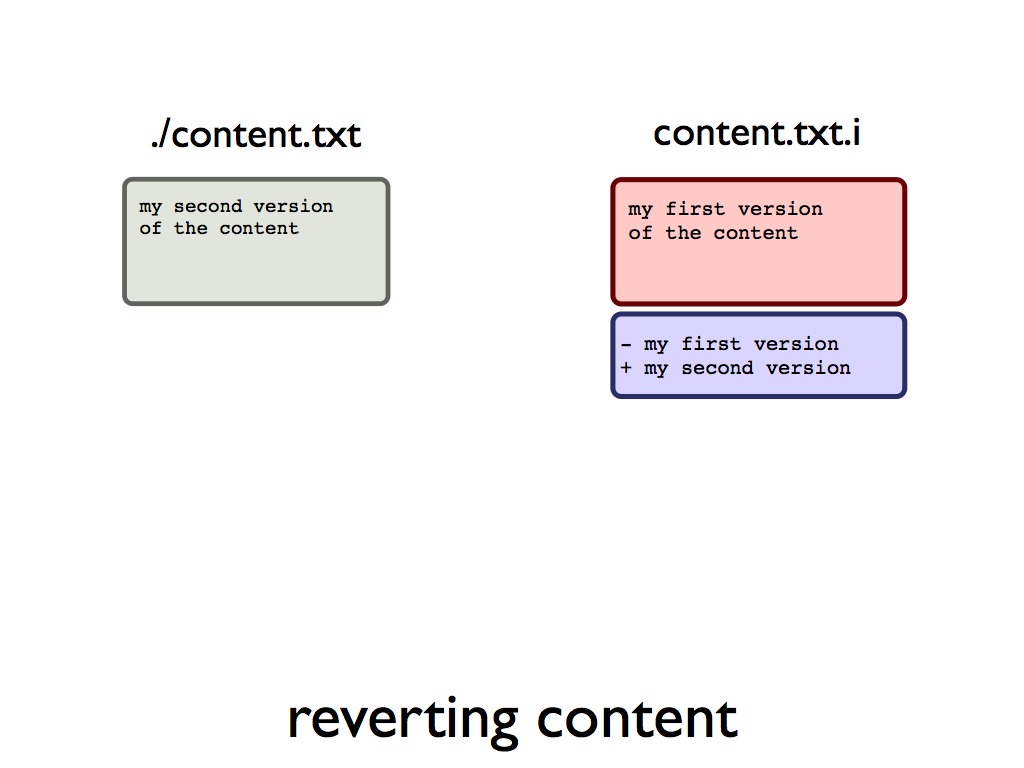 ./content.txt
my second version
of the content
content.txt.i
my first version
of the content
- my first version
+ my second version
reverting content